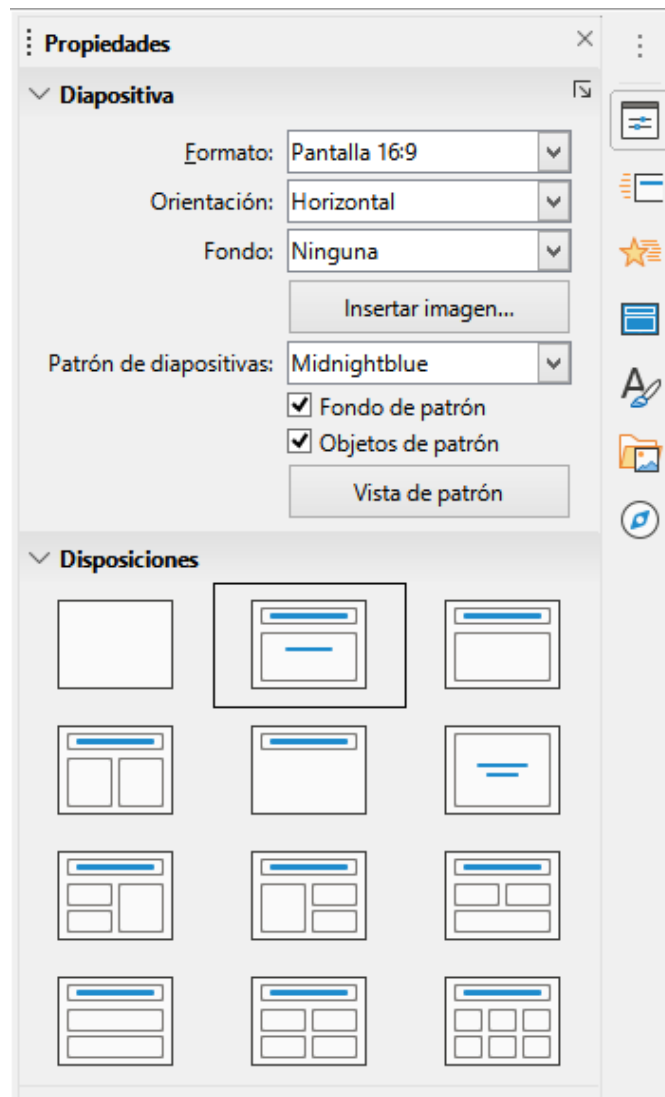 Propiedades
Diapositiva
Formato: Pantalla 16:9
Orientación: Horizontal
Fondo: Ninguna
Insertar imagen...
Patrón de diapositivas: Midnightblue
Fondo de patrón
Objetos de patrón
Vista de patrón
Disposiciones